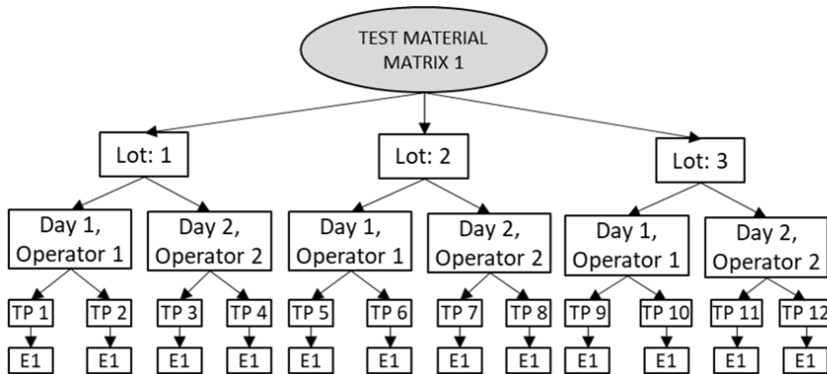 TEST MATERIAL
MATRIX 1
Lot: 1
Lot: 2
Lot: 3
Day 1,
Operator 1
Day 2,
Operator 2
Day 1,
Operator 1
Day 2,
Operator 2
Day 1,
Operator 1
Day 2,
Operator 2
TP 1
TP 2
TP 3
TP 4
TP 5
TP 6
TP 7
TP 8
TP 9
TP 10
TP 11
TP 12
E1
E1
E1
E1
E1
E1
E1
E1
E1
E1
E1
E1